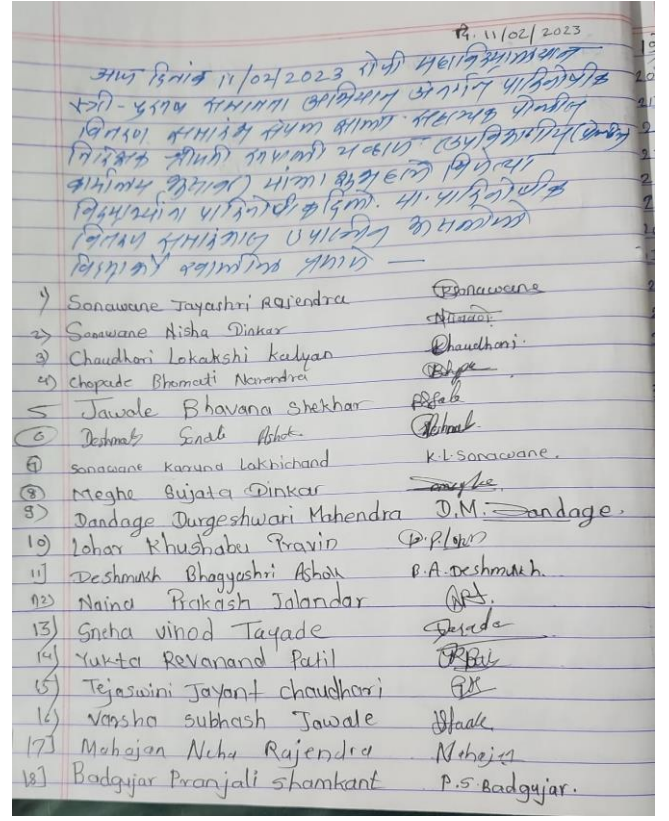 दि. 11/02/2023
आज दिनांक 11/02/2023 रोजी महाविद्यालयात
स्त्री-पुरुष समानता अभियान अंतर्गत पारितोषिक
वितरण समारंभ संपन्न झाला. सहाय्यक पोलीस
निरीक्षक श्रीमती रुपाली चव्हाण उपविभागीय
कार्यालय यांच्या हस्ते विजेत्या
विद्यार्थ्यांना पारितोषिक दिले. या पारितोषिक
वितरण समारंभास उपस्थित असलेले
विद्यार्थी खालील प्रमाणे —
1) Sonawane Jayashri Rajendra Rsonawane
2) Sonawane Nisha Dinkar
3) Chaudhari Lokakshi Kalyan Chaudhari.
4) Chopade Bhomati Narendra
5 Jawale Bhavana Shekhar
6 Deshmukh Sonali Ashok. Deshmukh
7 Sonawane Karuna Lakhichand K.L.Sonawane.
8 Meghe Sujata Dinkar
9) Dandage Durgeshwari Mahendra D.M. Dandage.
10) Lohar Khushabu Pravin P.P.Lohar
11] Deshmukh Bhagyashri Ashok B.A.Deshmukh.
12) Naina Prakash Jalandar
13) Sneha vinod Tayade
14) Yukta Revanand Patil
15) Tejaswini Jayant chaudhari
16) Vansha subhash Jawale
17] Mahajan Neha Rajendra
18] Badgujar Pranjali Shamkant P.S.Badgujar.